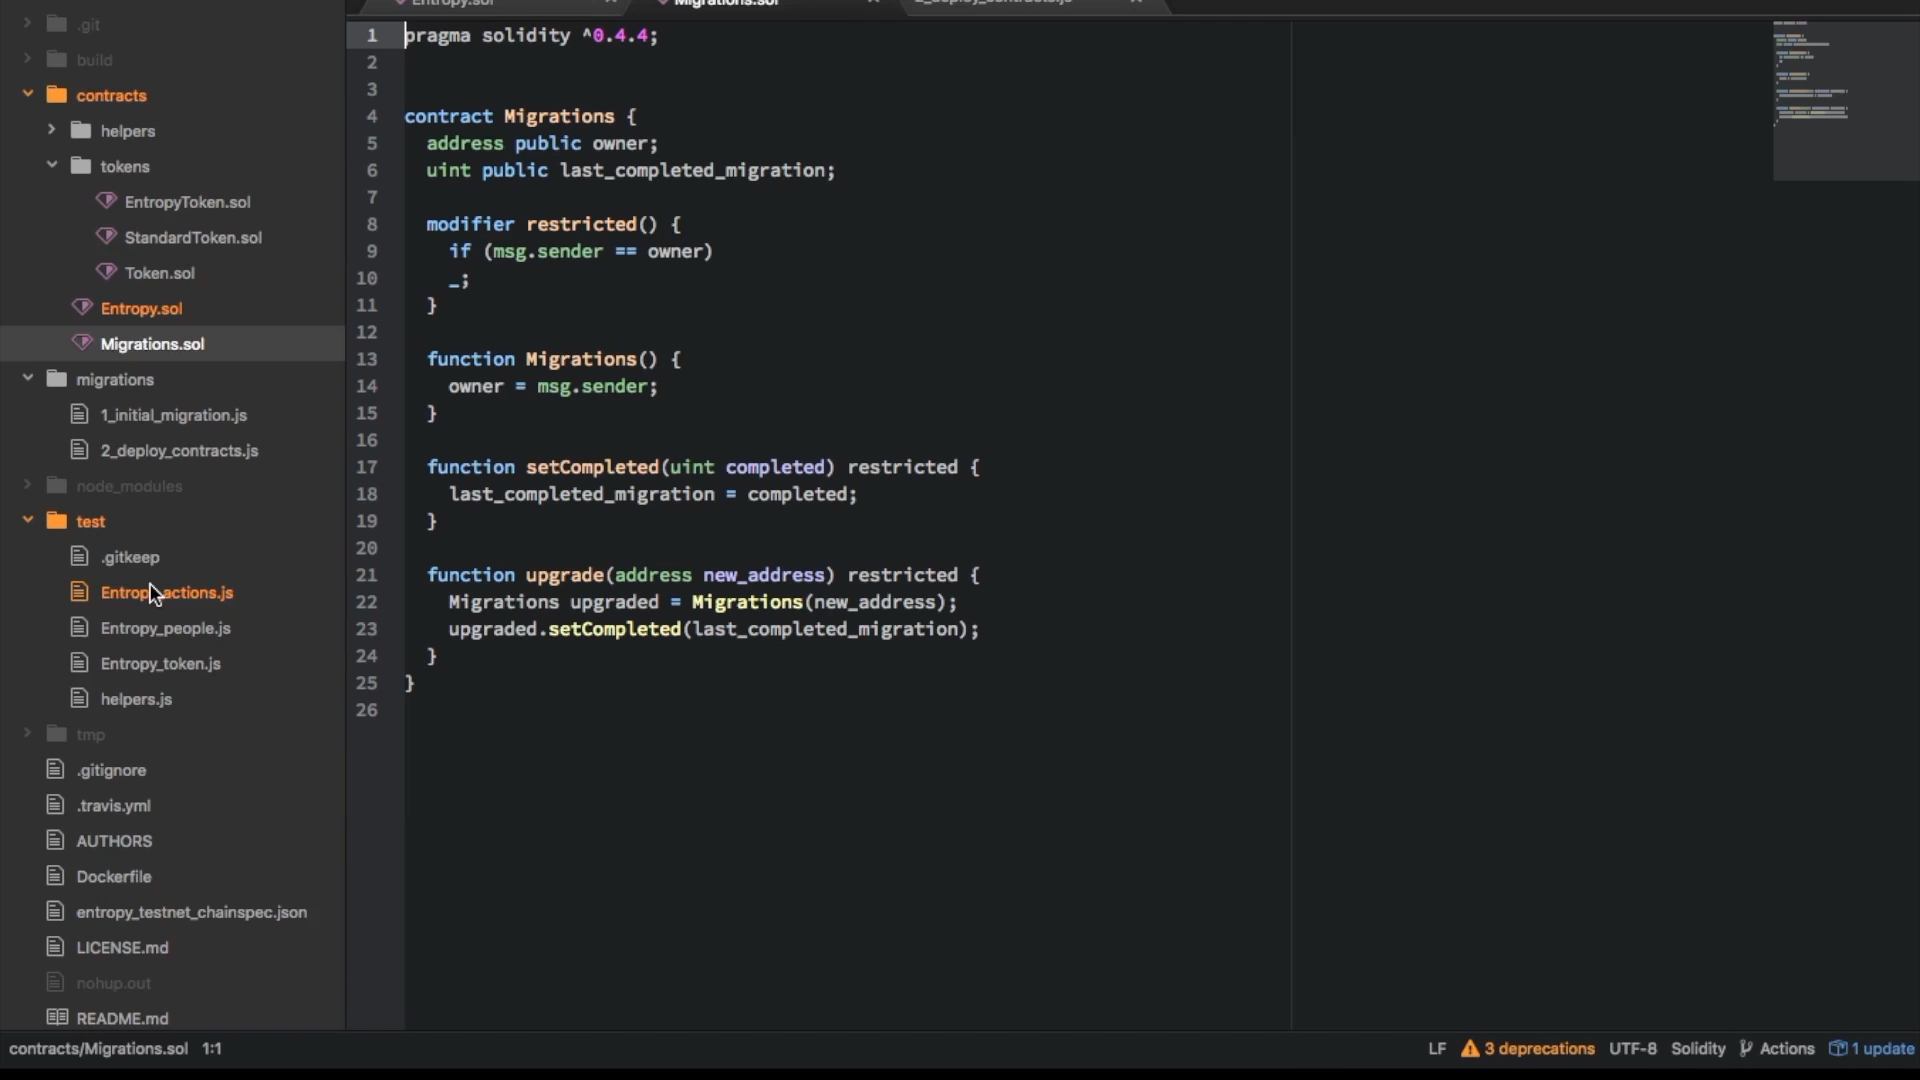 .git
build
contracts
helpers
tokens
EntropyToken.sol
StandardToken.sol
Token.sol
Entropy.sol
Migrations.sol
migrations
1_initial_migration.js
2_deploy_contracts.js
node_modules
test
.gitkeep
Entropy_actions.js
Entropy_people.js
Entropy_token.js
helpers.js
tmp
.gitignore
.travis.yml
AUTHORS
Dockerfile
entropy_testnet_chainspec.json
LICENSE.md
nohup.out
README.md
Entropy.sol
Migrations.sol
2_deploy_contracts.js
1 pragma solidity ^0.4.4;
2
3
4 contract Migrations {
5 address public owner;
6 uint public last_completed_migration;
7
8 modifier restricted() {
9 if (msg.sender == owner)
10 _;
11 }
12
13 function Migrations() {
14 owner = msg.sender;
15 }
16
17 function setCompleted(uint completed) restricted {
18 last_completed_migration = completed;
19 }
20
21 function upgrade(address new_address) restricted {
22 Migrations upgraded = Migrations(new_address);
23 upgraded.setCompleted(last_completed_migration);
24 }
25 }
26
contracts/Migrations.sol 1:1
LF 3 deprecations UTF-8 Solidity Actions 1 update